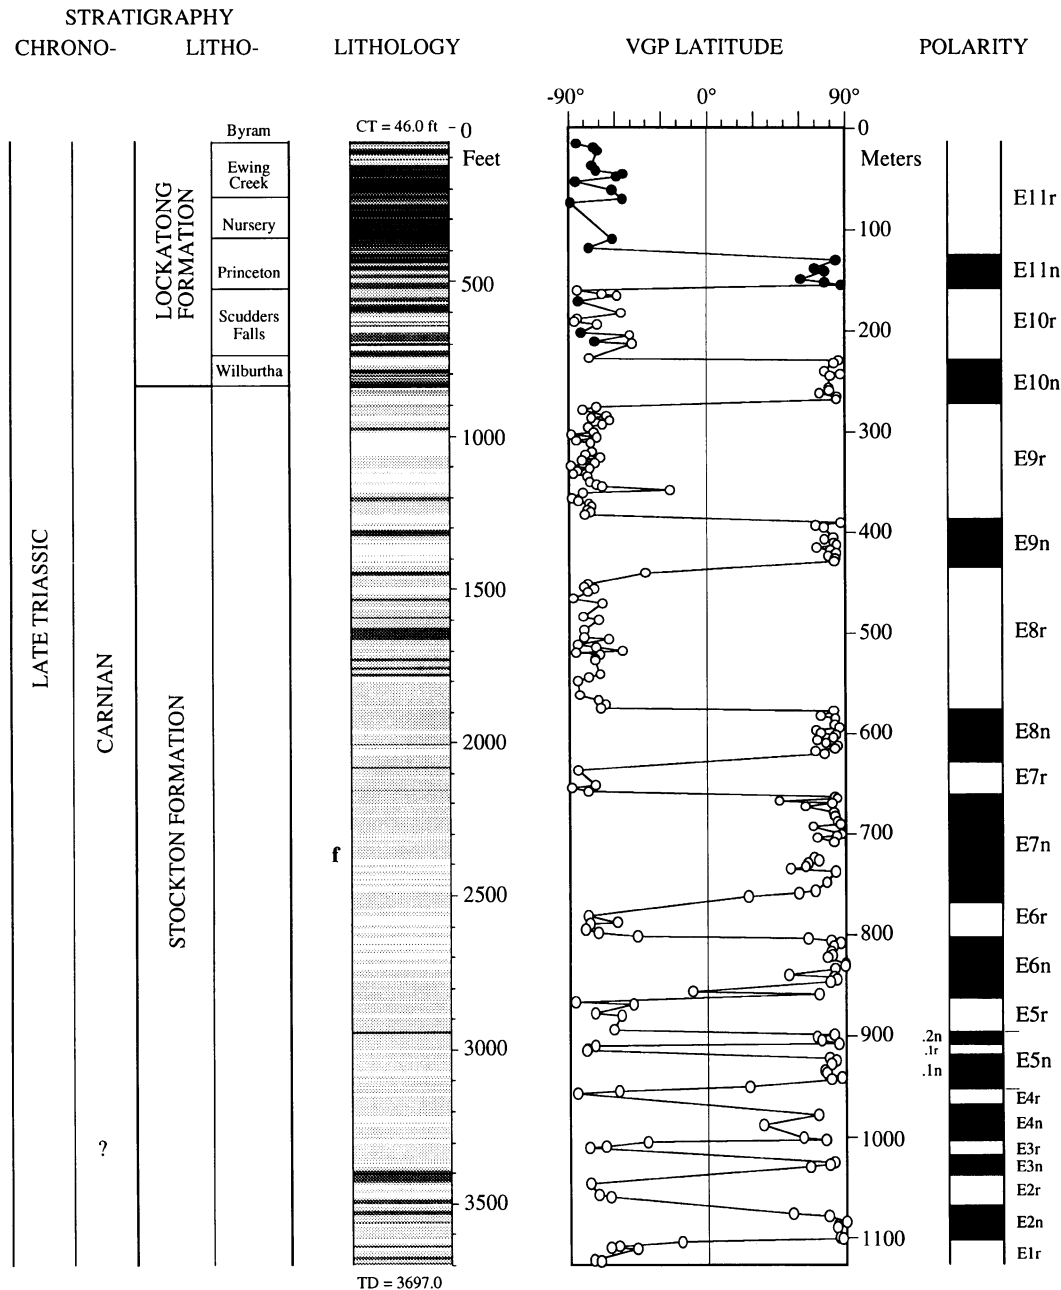 STRATIGRAPHY
CHRONO-
LITHO-
LITHOLOGY
VGP LATITUDE
POLARITY
-90°
0°
90°
Byram
CT = 46.0 ft
0
Feet
0
Meters
Ewing
Creek
Nursery
Princeton
Scudders
Falls
Wilburtha
LOCKATONG
FORMATION
STOCKTON FORMATION
LATE TRIASSIC
CARNIAN
?
f
500
1000
1500
2000
2500
3000
3500
TD = 3697.0
100
200
300
400
500
600
700
800
900
1000
1100
E11r
E11n
E10r
E10n
E9r
E9n
E8r
E8n
E7r
E7n
E6r
E6n
E5r
.2n
.1r
.1n
E5n
E4r
E4n
E3r
E3n
E2r
E2n
E1r